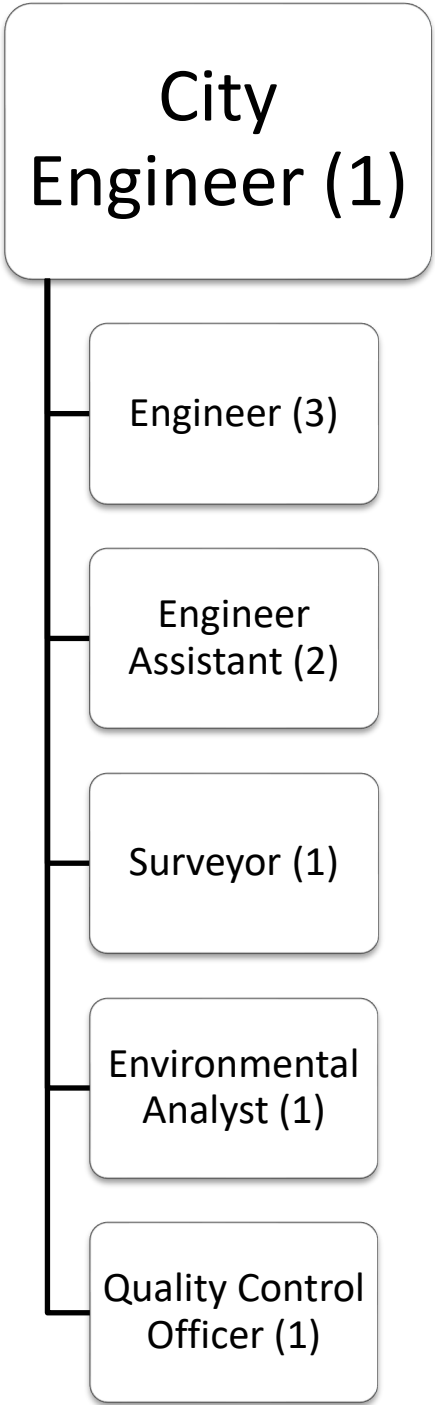 City
Engineer (1)
Engineer (3)
Engineer
Assistant (2)
Surveyor (1)
Environmental
Analyst (1)
Quality Control
Officer (1)